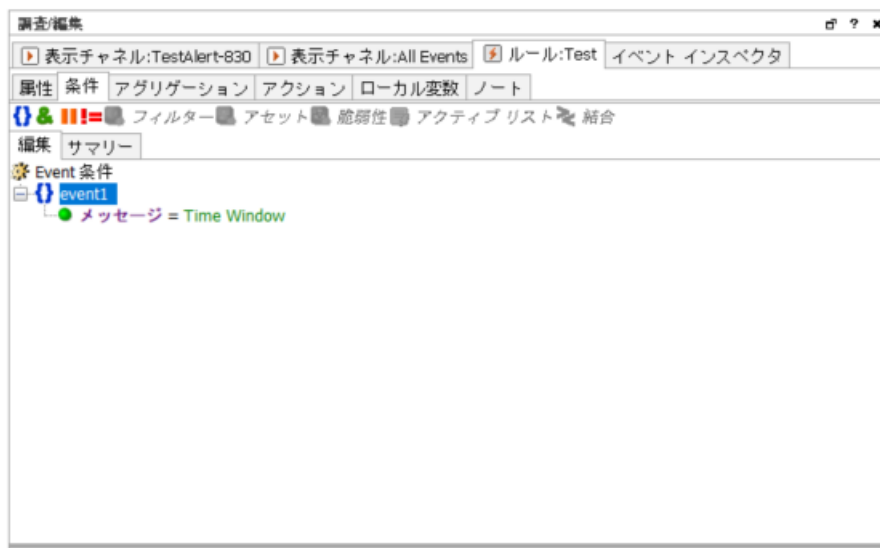 調査/編集
表示チャネル:TestAlert-830 表示チャネル:All Events ルール:Test イベント インスペクタ
属性 条件 アグリゲーション アクション ローカル変数 ノート
{} & || != フィルター アセット 脆弱性 アクティブ リスト 結合
編集 サマリー
Event 条件
{} event1
メッセージ = Time Window